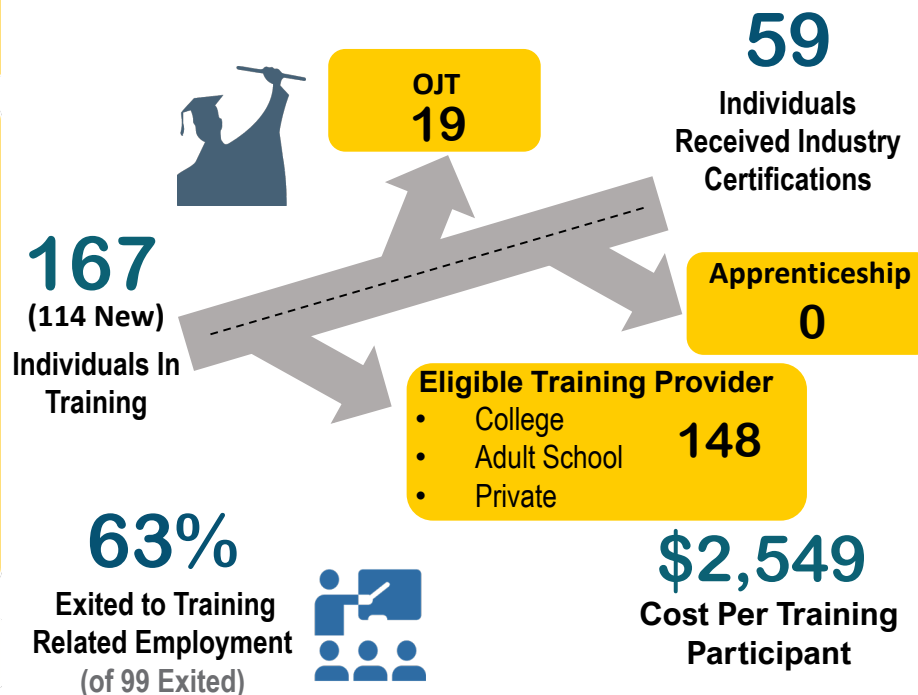 OJT
19
59
Individuals
Received Industry
Certifications
167
(114 New)
Individuals In
Training
Apprenticeship
0
Eligible Training Provider
• College
• Adult School
• Private
148
63%
Exited to Training
Related Employment
(of 99 Exited)
$2,549
Cost Per Training
Participant